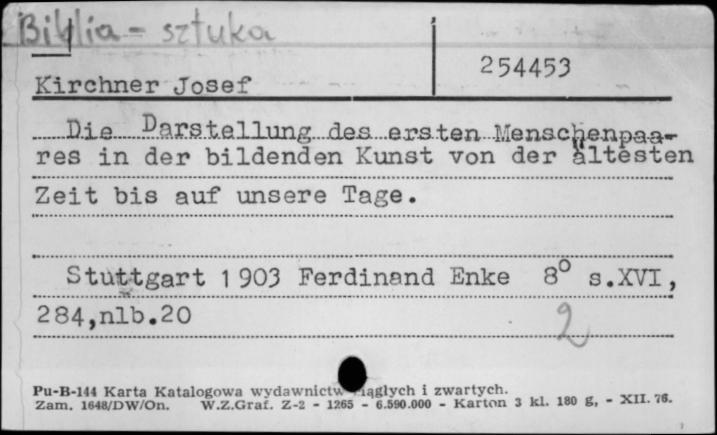 Biblia - sztuka
254453
Kirchner Josef
Die Darstellung des ersten Menschenpaa-
res in der bildenden Kunst von der ältesten
Zeit bis auf unsere Tage.
Stuttgart 1903 Ferdinand Enke 8° s.XVI,
284,nlb.20
2
Pu-B-144 Karta Katalogowa wydawnictw i zwartych.
Zam. 1648/DW/On. W.Z.Graf. Z-2 - 1265 - 6.590.000 - Karton 3 kl. 180 g, - XII. 76.